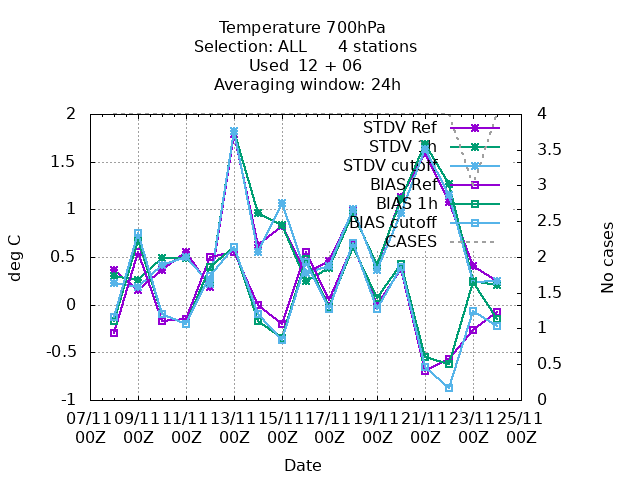 Temperature 700hPa
Selection: ALL 4 stations
Used 12 + 06
Averaging window: 24h
STDV Ref
STDV 1h
STDV cutoff
BIAS Ref
BIAS 1h
BIAS cutoff
CASES
deg C
2
1.5
1
0.5
0
-0.5
-1
No cases
4
3.5
3
2.5
2
1.5
1
0.5
0
07/11 09/11 11/11 13/11 15/11 17/11 19/11 21/11 23/11 25/11
00Z 00Z 00Z 00Z 00Z 00Z 00Z 00Z 00Z 00Z
Date